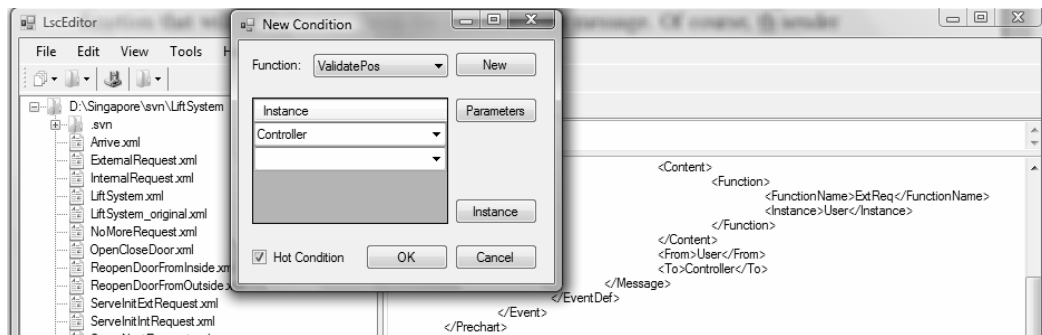 LscEditor
File Edit View Tools H
D:\Singapore\svn\LiftSystem
.svn
Arrive.xml
ExternalRequest.xml
InternalRequest.xml
LiftSystem.xml
LiftSystem_original.xml
NoMoreRequest.xml
OpenCloseDoor.xml
ReopenDoorFromInside.xm
ReopenDoorFromOutside.x
ServeInitExtRequest.xml
ServeInitIntRequest.xml
New Condition
Function: ValidatePos New
Instance
Parameters
Controller
Instance
Hot Condition OK Cancel
<Content>
<Function>
<FunctionName>ExtReq</FunctionName>
<Instance>User</Instance>
</Function>
</Content>
<From>User</From>
<To>Controller</To>
</Message>
</EventDef>
</Event>
</Prechart>